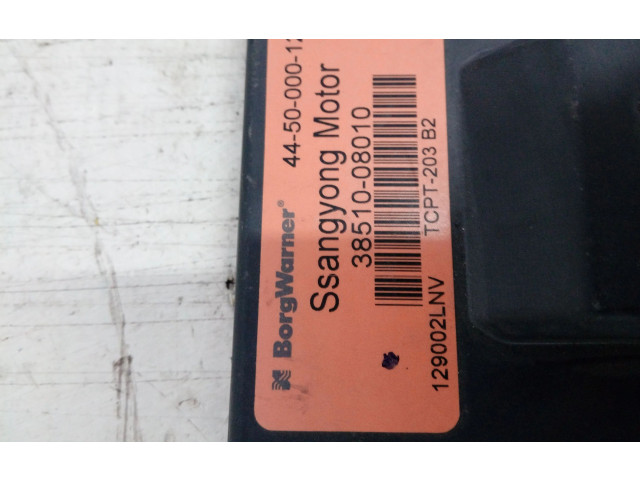 BorgWarner® 44-50-000-12
Ssangyong Motor
38510-08010
TCPT-203 B2
129002LNV